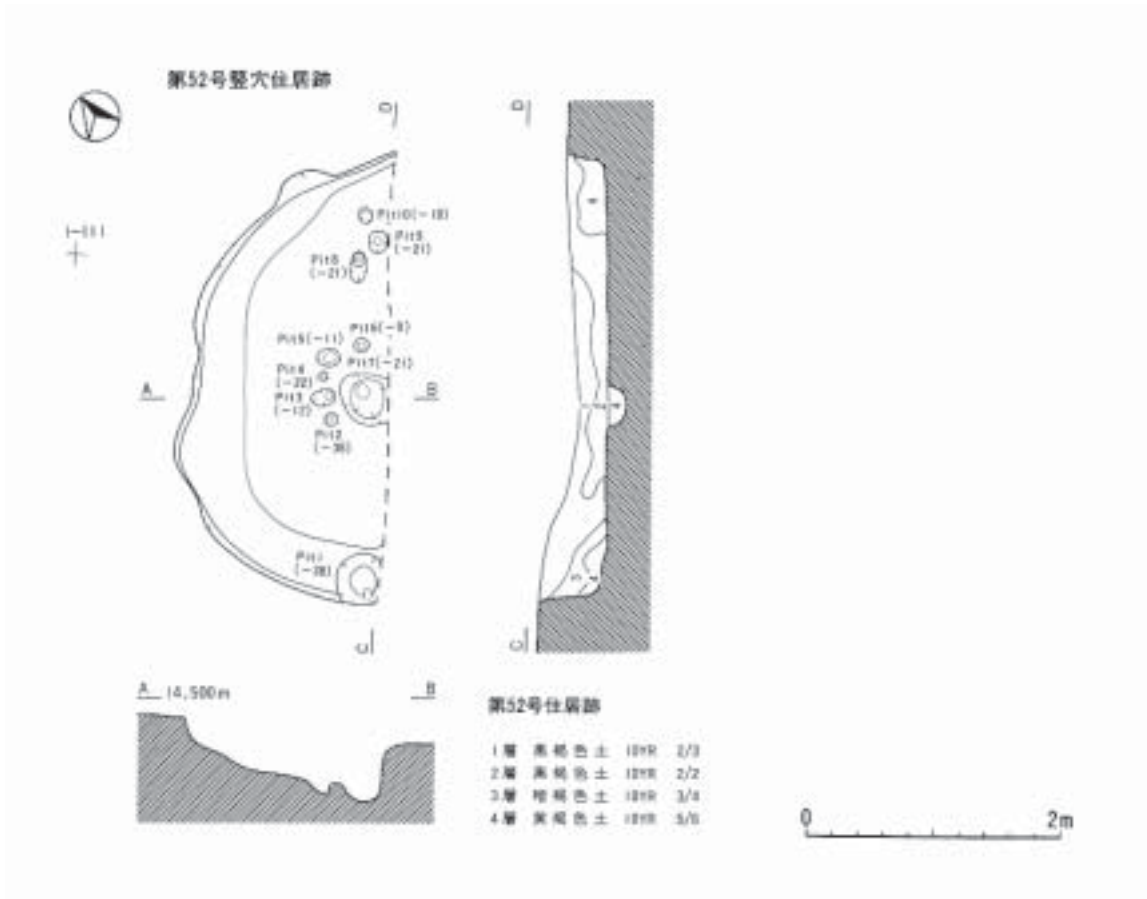 第52号竪穴住居跡
D
D
I-111
Pit10(-18)
Pit9
(-21)
Pit8
(-21)
Pit6(-9)
Pit5(-11)
Pit7(-21)
Pit4
(-22)
A
B
Pit3
(-12)
Pit2
(-36)
Pit1
(-28)
C
C
A 14,500m
B
第52号住居跡
1層 黒褐色土 10YR 2/3
2層 黒褐色土 10YR 2/2
3層 暗褐色土 10YR 3/4
4層 黄褐色土 10YR 5/6
0
2m